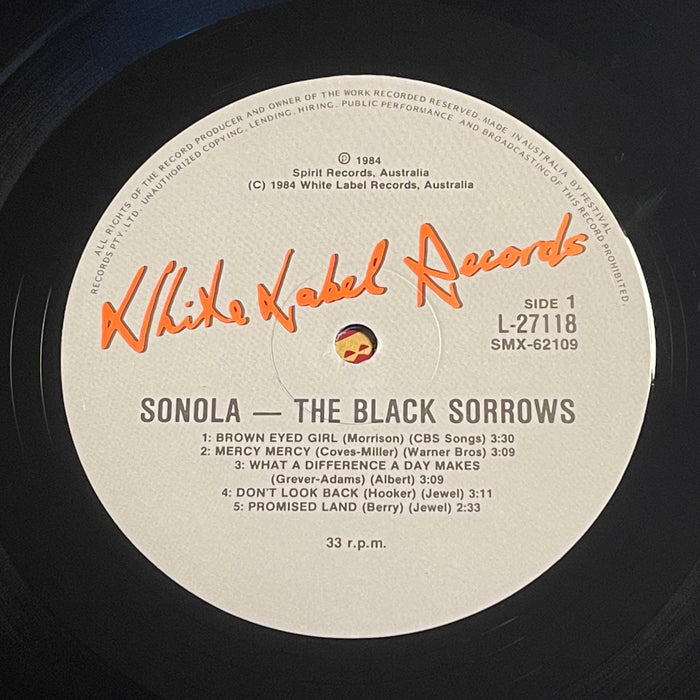 ALL RIGHTS OF THE RECORD PRODUCER AND OWNER OF THE WORK RECORDED RESERVED. MADE IN AUSTRALIA BY FESTIVAL
RECORDS PTY. LTD. UNAUTHORIZED COPYING, LENDING, HIRING, PUBLIC PERFORMANCE AND BROADCASTING OF THIS RECORD PROHIBITED.
℗ 1984
Spirit Records, Australia
(C) 1984 White Label Records, Australia
White Label Records
SIDE 1
L-27118
SMX-62109
SONOLA — THE BLACK SORROWS
1: BROWN EYED GIRL (Morrison) (CBS Songs) 3:30
2: MERCY MERCY (Coves-Miller) (Warner Bros) 3:09
3: WHAT A DIFFERENCE A DAY MAKES
(Grever-Adams) (Albert) 3:09
4: DON'T LOOK BACK (Hooker) (Jewel) 3:11
5: PROMISED LAND (Berry) (Jewel) 2:33
33 r.p.m.